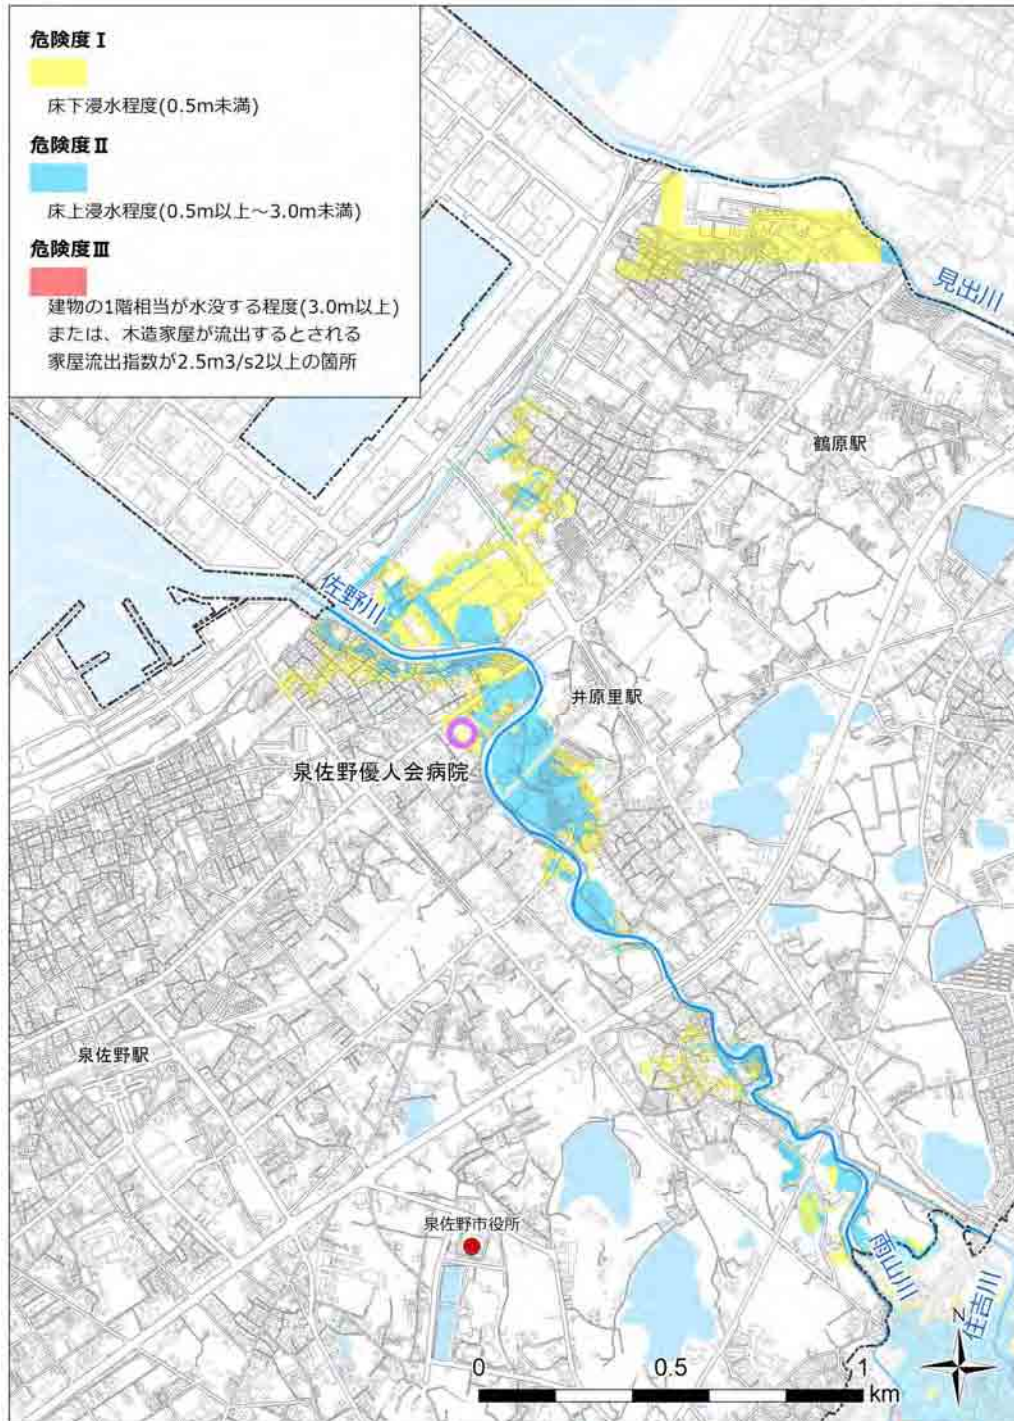 危険度Ⅰ
床下浸水程度(0.5m未満)
危険度Ⅱ
床上浸水程度(0.5m以上～3.0m未満)
危険度Ⅲ
建物の1階相当が水没する程度(3.0m以上)
または、木造家屋が流出するとされる
家屋流出指数が2.5m3/s2以上の箇所
見出川
鶴原駅
佐野川
井原里駅
泉佐野優人会病院
泉佐野駅
泉佐野市役所
雨山川
住吉川
N
0 0.5 1
km